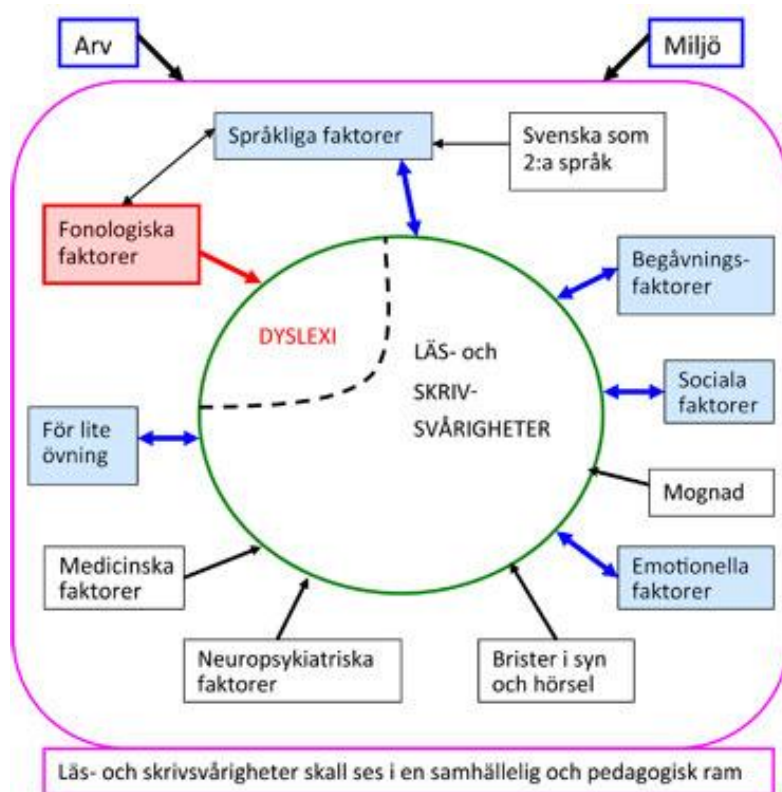 Arv
Miljö
Språkliga faktorer
Svenska som
2:a språk
Fonologiska
faktorer
Begåvnings-
faktorer
DYSLEXI
LÄS- och
SKRIV-
SVÅRIGHETER
Sociala
faktorer
För lite
övning
Mognad
Medicinska
faktorer
Emotionella
faktorer
Neuropsykiatriska
faktorer
Brister i syn
och hörsel
Läs- och skrivsvårigheter skall ses i en samhällelig och pedagogisk ram